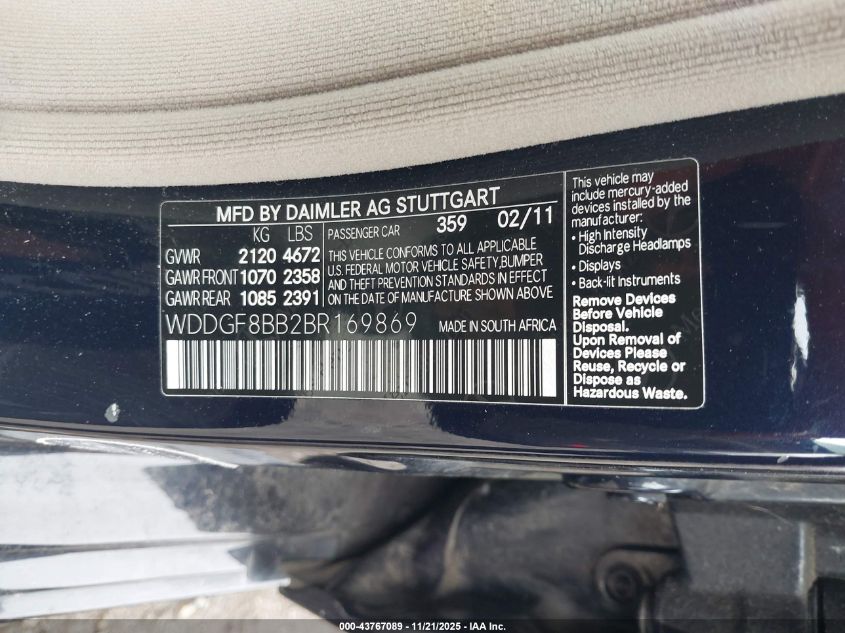 MFD BY DAIMLER AG STUTTGART
KG LBS
GVWR 2120 4672
GAWR FRONT 1070 2358
GAWR REAR 1085 2391
PASSENGER CAR 359 02/11
THIS VEHICLE CONFORMS TO ALL APPLICABLE
U.S. FEDERAL MOTOR VEHICLE SAFETY, BUMPER
AND THEFT PREVENTION STANDARDS IN EFFECT
ON THE DATE OF MANUFACTURE SHOWN ABOVE
WDDGF8BB2BR169869 MADE IN SOUTH AFRICA
This vehicle may
include mercury-added
devices installed by the
manufacturer:
• High Intensity
Discharge Headlamps
• Displays
• Back-lit Instruments
Remove Devices
Before Vehicle
Disposal.
Upon Removal of
Devices Please
Reuse, Recycle or
Dispose as
Hazardous Waste.
000-43767089 - 11/21/2025 - IAA Inc.